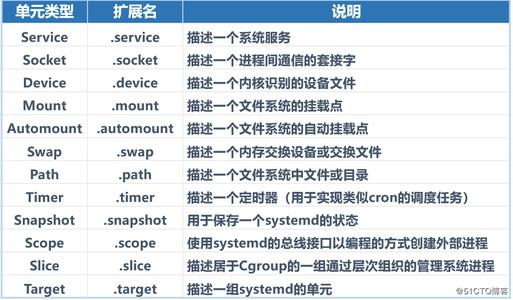 单元类型 扩展名 说明
Service .service 描述一个系统服务
Socket .socket 描述一个进程间通信的套接字
Device .device 描述一个内核识别的设备文件
Mount .mount 描述一个文件系统的挂载点
Automount .automount 描述一个文件系统的自动挂载点
Swap .swap 描述一个内存交换设备或交换文件
Path .path 描述一个文件系统中文件或目录
Timer .timer 描述一个定时器（用于实现类似cron的调度任务）
Snapshot .snapshot 用于保存一个systemd的状态
Scope .scope 使用systemd的总线接口以编程的方式创建外部进程
Slice .slice 描述居于Cgroup的一组通过层次组织的管理系统进程
Target .target 描述一组systemd的单元
@51CTO博客